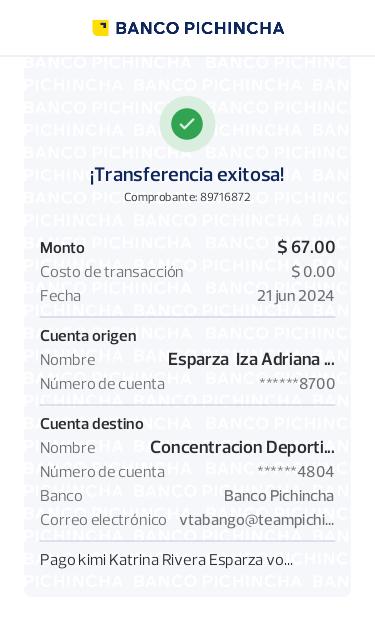 BANCO PICHINCHA
¡Transferencia exitosa!
Comprobante: 89716872
Monto $ 67.00
Costo de transacción $ 0.00
Fecha 21 jun 2024
Cuenta origen
Nombre Esparza Iza Adriana ...
Número de cuenta ******8700
Cuenta destino
Nombre Concentracion Deporti...
Número de cuenta ******4804
Banco Banco Pichincha
Correo electrónico vtabango@teampichi...
Pago kimi Katrina Rivera Esparza vo...